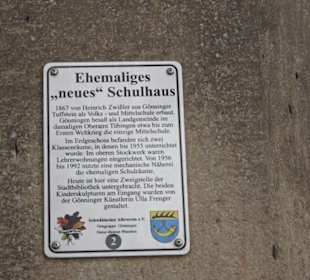 Ehemaliges
„neues" Schulhaus
1867 von Heinrich Zwißler aus Gönninger
Tuffstein als Volks - und Mittelschule erbaut.
Gönningen besaß als Landgemeinde im
damaligen Oberamt Tübingen etwa bis zum
Ersten Weltkrieg die einzige Mittelschule.
Im Erdgeschoss befanden sich zwei
Klassenräume, in denen bis 1955 unterrichtet
wurde. Im oberen Stockwerk waren
Lehrerwohnungen eingerichtet. Von 1956
bis 1992 nutzte eine mechanische Näherei
die ehemaligen Schulräume.
Heute ist hier eine Zweigstelle der
Stadtbibliothek untergebracht. Die beiden
Kinderskulpturen am Eingang wurden von
der Gönninger Künstlerin Ulla Frenger
gestaltet.
Schwäbischer Albverein e.V.
Ortsgruppe Gönningen
2